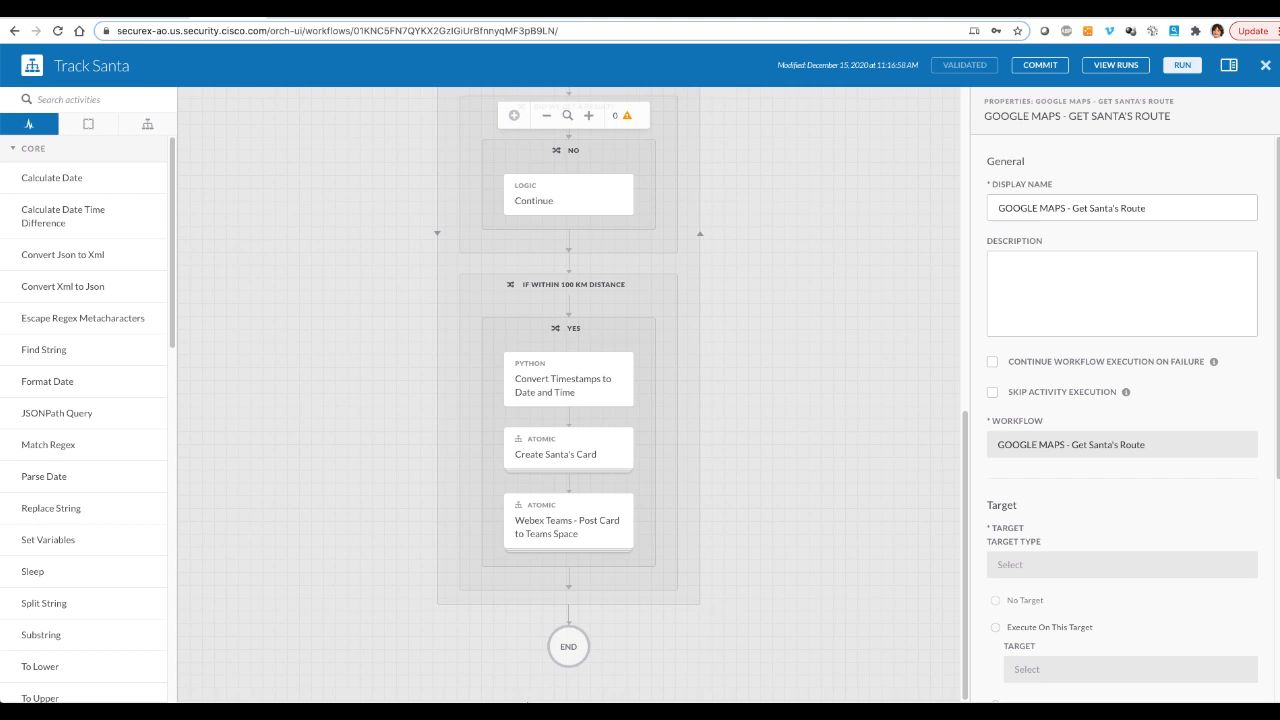 securex-ao.us.security.cisco.com/orch-ui/workflows/01KNC5FN7QYKX2GzIGiUrBfnnyqMF3pB9LN/
Update
Track Santa
Modified: December 15, 2020 at 11:16:58 AM
VALIDATED
COMMIT
VIEW RUNS
RUN
Search activities
CORE
Calculate Date
Calculate Date Time
Difference
Convert Json to Xml
Convert Xml to Json
Escape Regex Metacharacters
Find String
Format Date
JSONPath Query
Match Regex
Parse Date
Replace String
Set Variables
Sleep
Split String
Substring
To Lower
To Upper
0
NO
LOGIC
Continue
IF WITHIN 100 KM DISTANCE
YES
PYTHON
Convert Timestamps to
Date and Time
ATOMIC
Create Santa's Card
ATOMIC
Webex Teams - Post Card
to Teams Space
END
PROPERTIES: GOOGLE MAPS - GET SANTA'S ROUTE
GOOGLE MAPS - GET SANTA'S ROUTE
General
* DISPLAY NAME
GOOGLE MAPS - Get Santa's Route
DESCRIPTION
CONTINUE WORKFLOW EXECUTION ON FAILURE
SKIP ACTIVITY EXECUTION
* WORKFLOW
GOOGLE MAPS - Get Santa's Route
Target
* TARGET
TARGET TYPE
Select
No Target
Execute On This Target
TARGET
Select